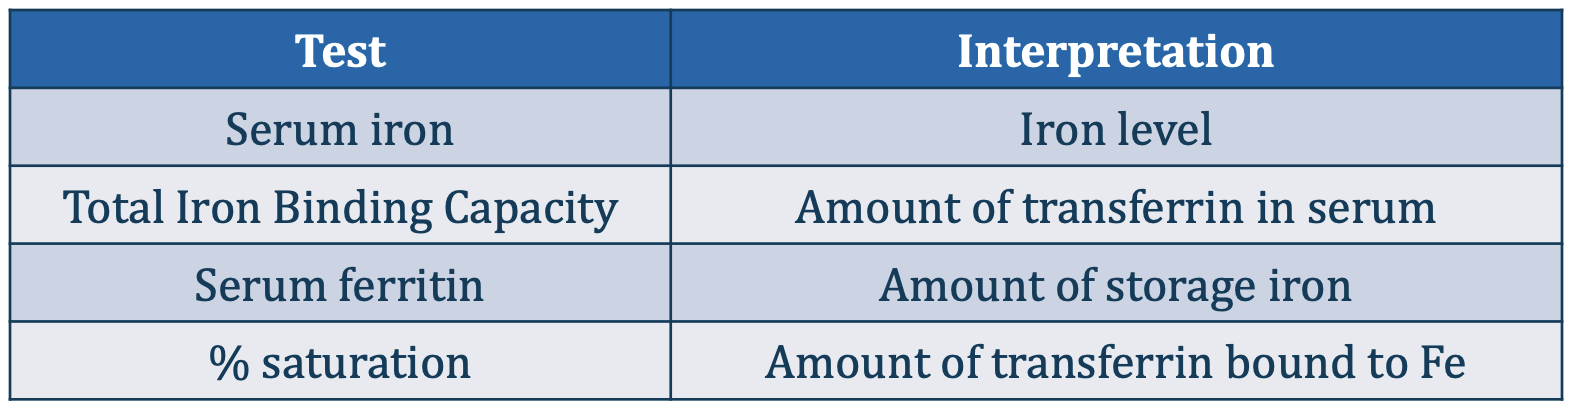 Test Interpretation
Serum iron Iron level
Total Iron Binding Capacity Amount of transferrin in serum
Serum ferritin Amount of storage iron
% saturation Amount of transferrin bound to Fe